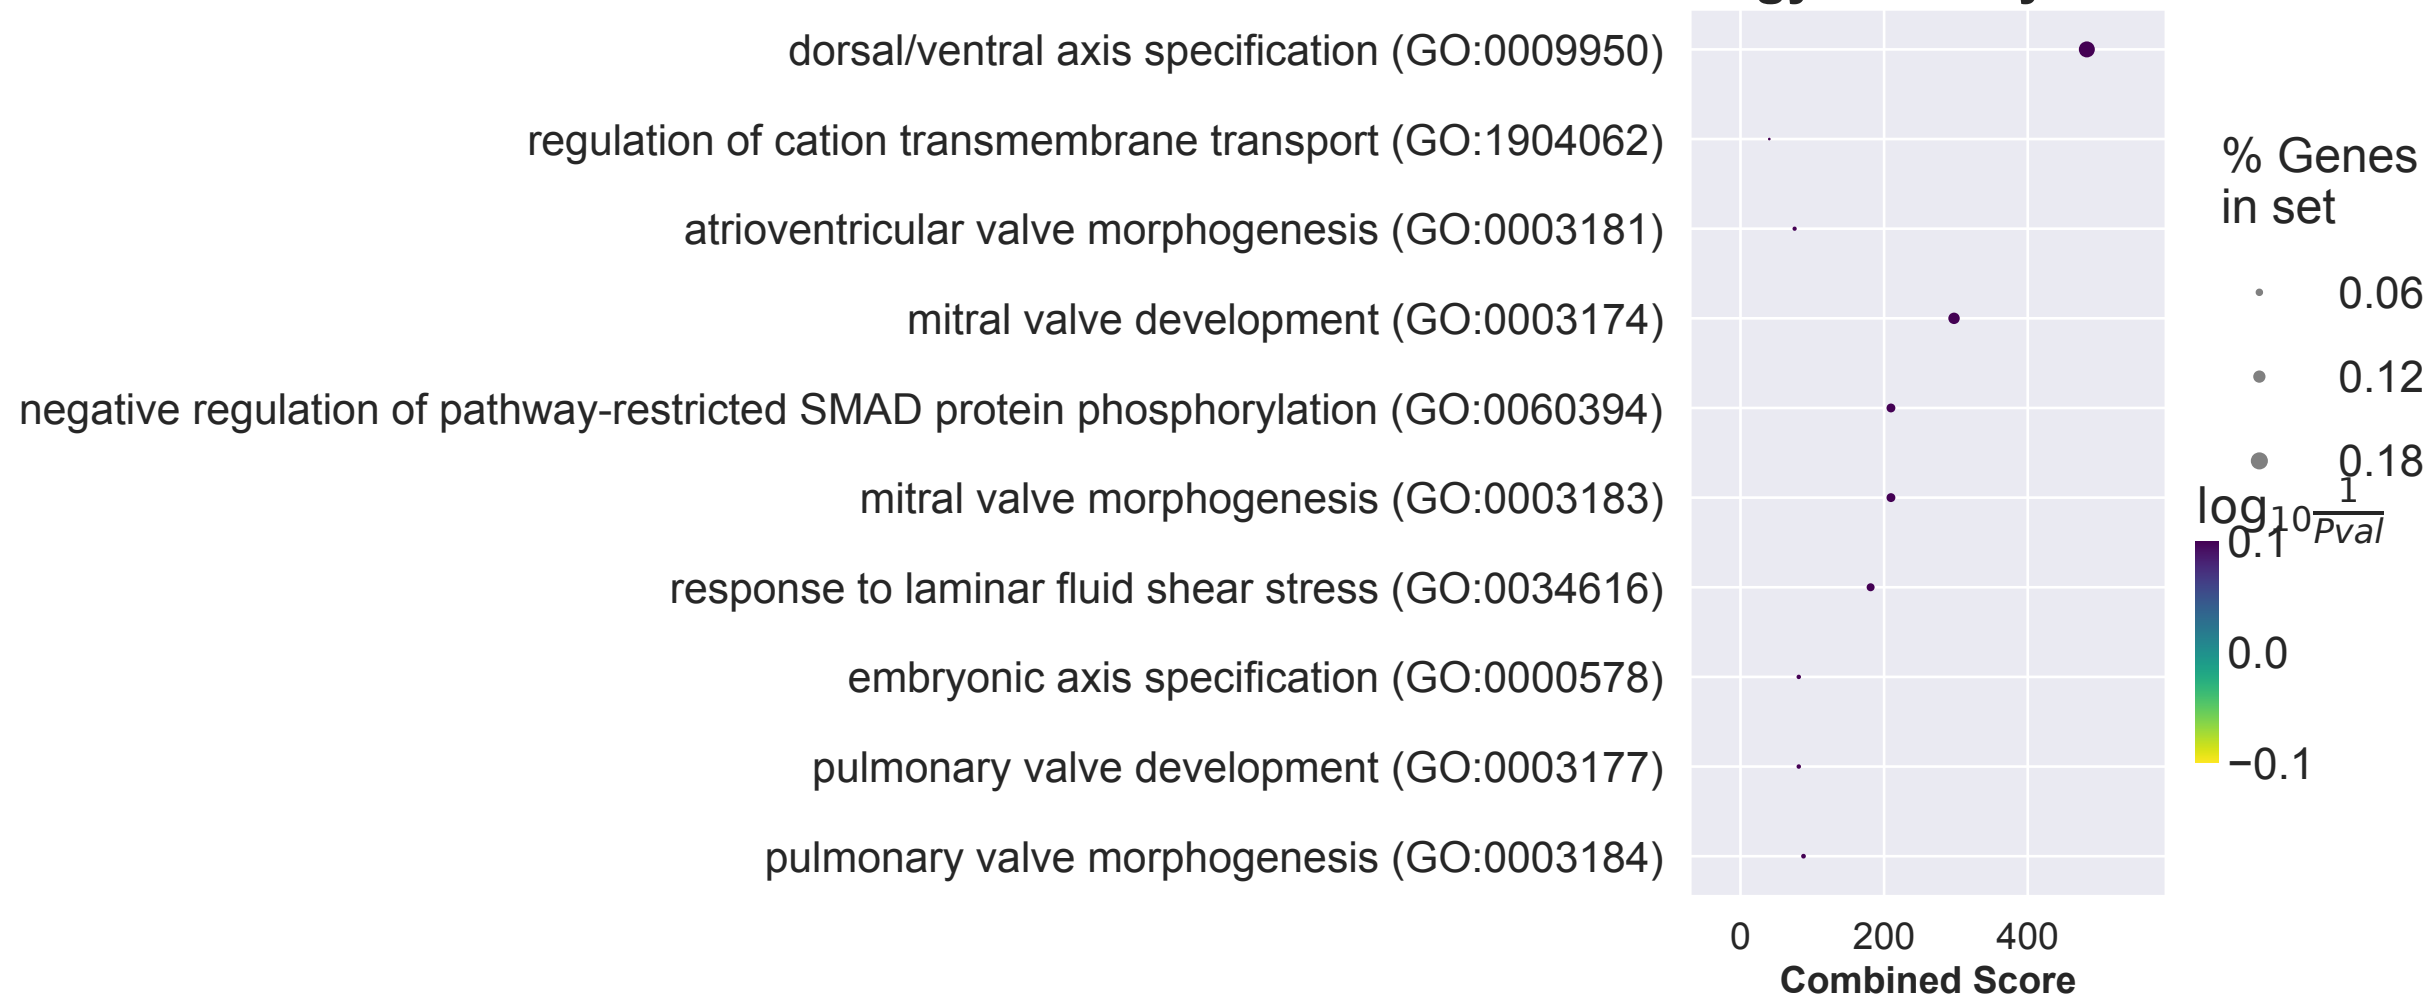 dorsal/ventral axis specification (GO:0009950)
regulation of cation transmembrane transport (GO:1904062)
atrioventricular valve morphogenesis (GO:0003181)
mitral valve development (GO:0003174)
negative regulation of pathway-restricted SMAD protein phosphorylation (GO:0060394)
mitral valve morphogenesis (GO:0003183)
response to laminar fluid shear stress (GO:0034616)
embryonic axis specification (GO:0000578)
pulmonary valve development (GO:0003177)
pulmonary valve morphogenesis (GO:0003184)
0 200 400
Combined Score
% Genes
in set
0.06
0.12
0.18
log10 1/Pval
0.1
0.0
−0.1